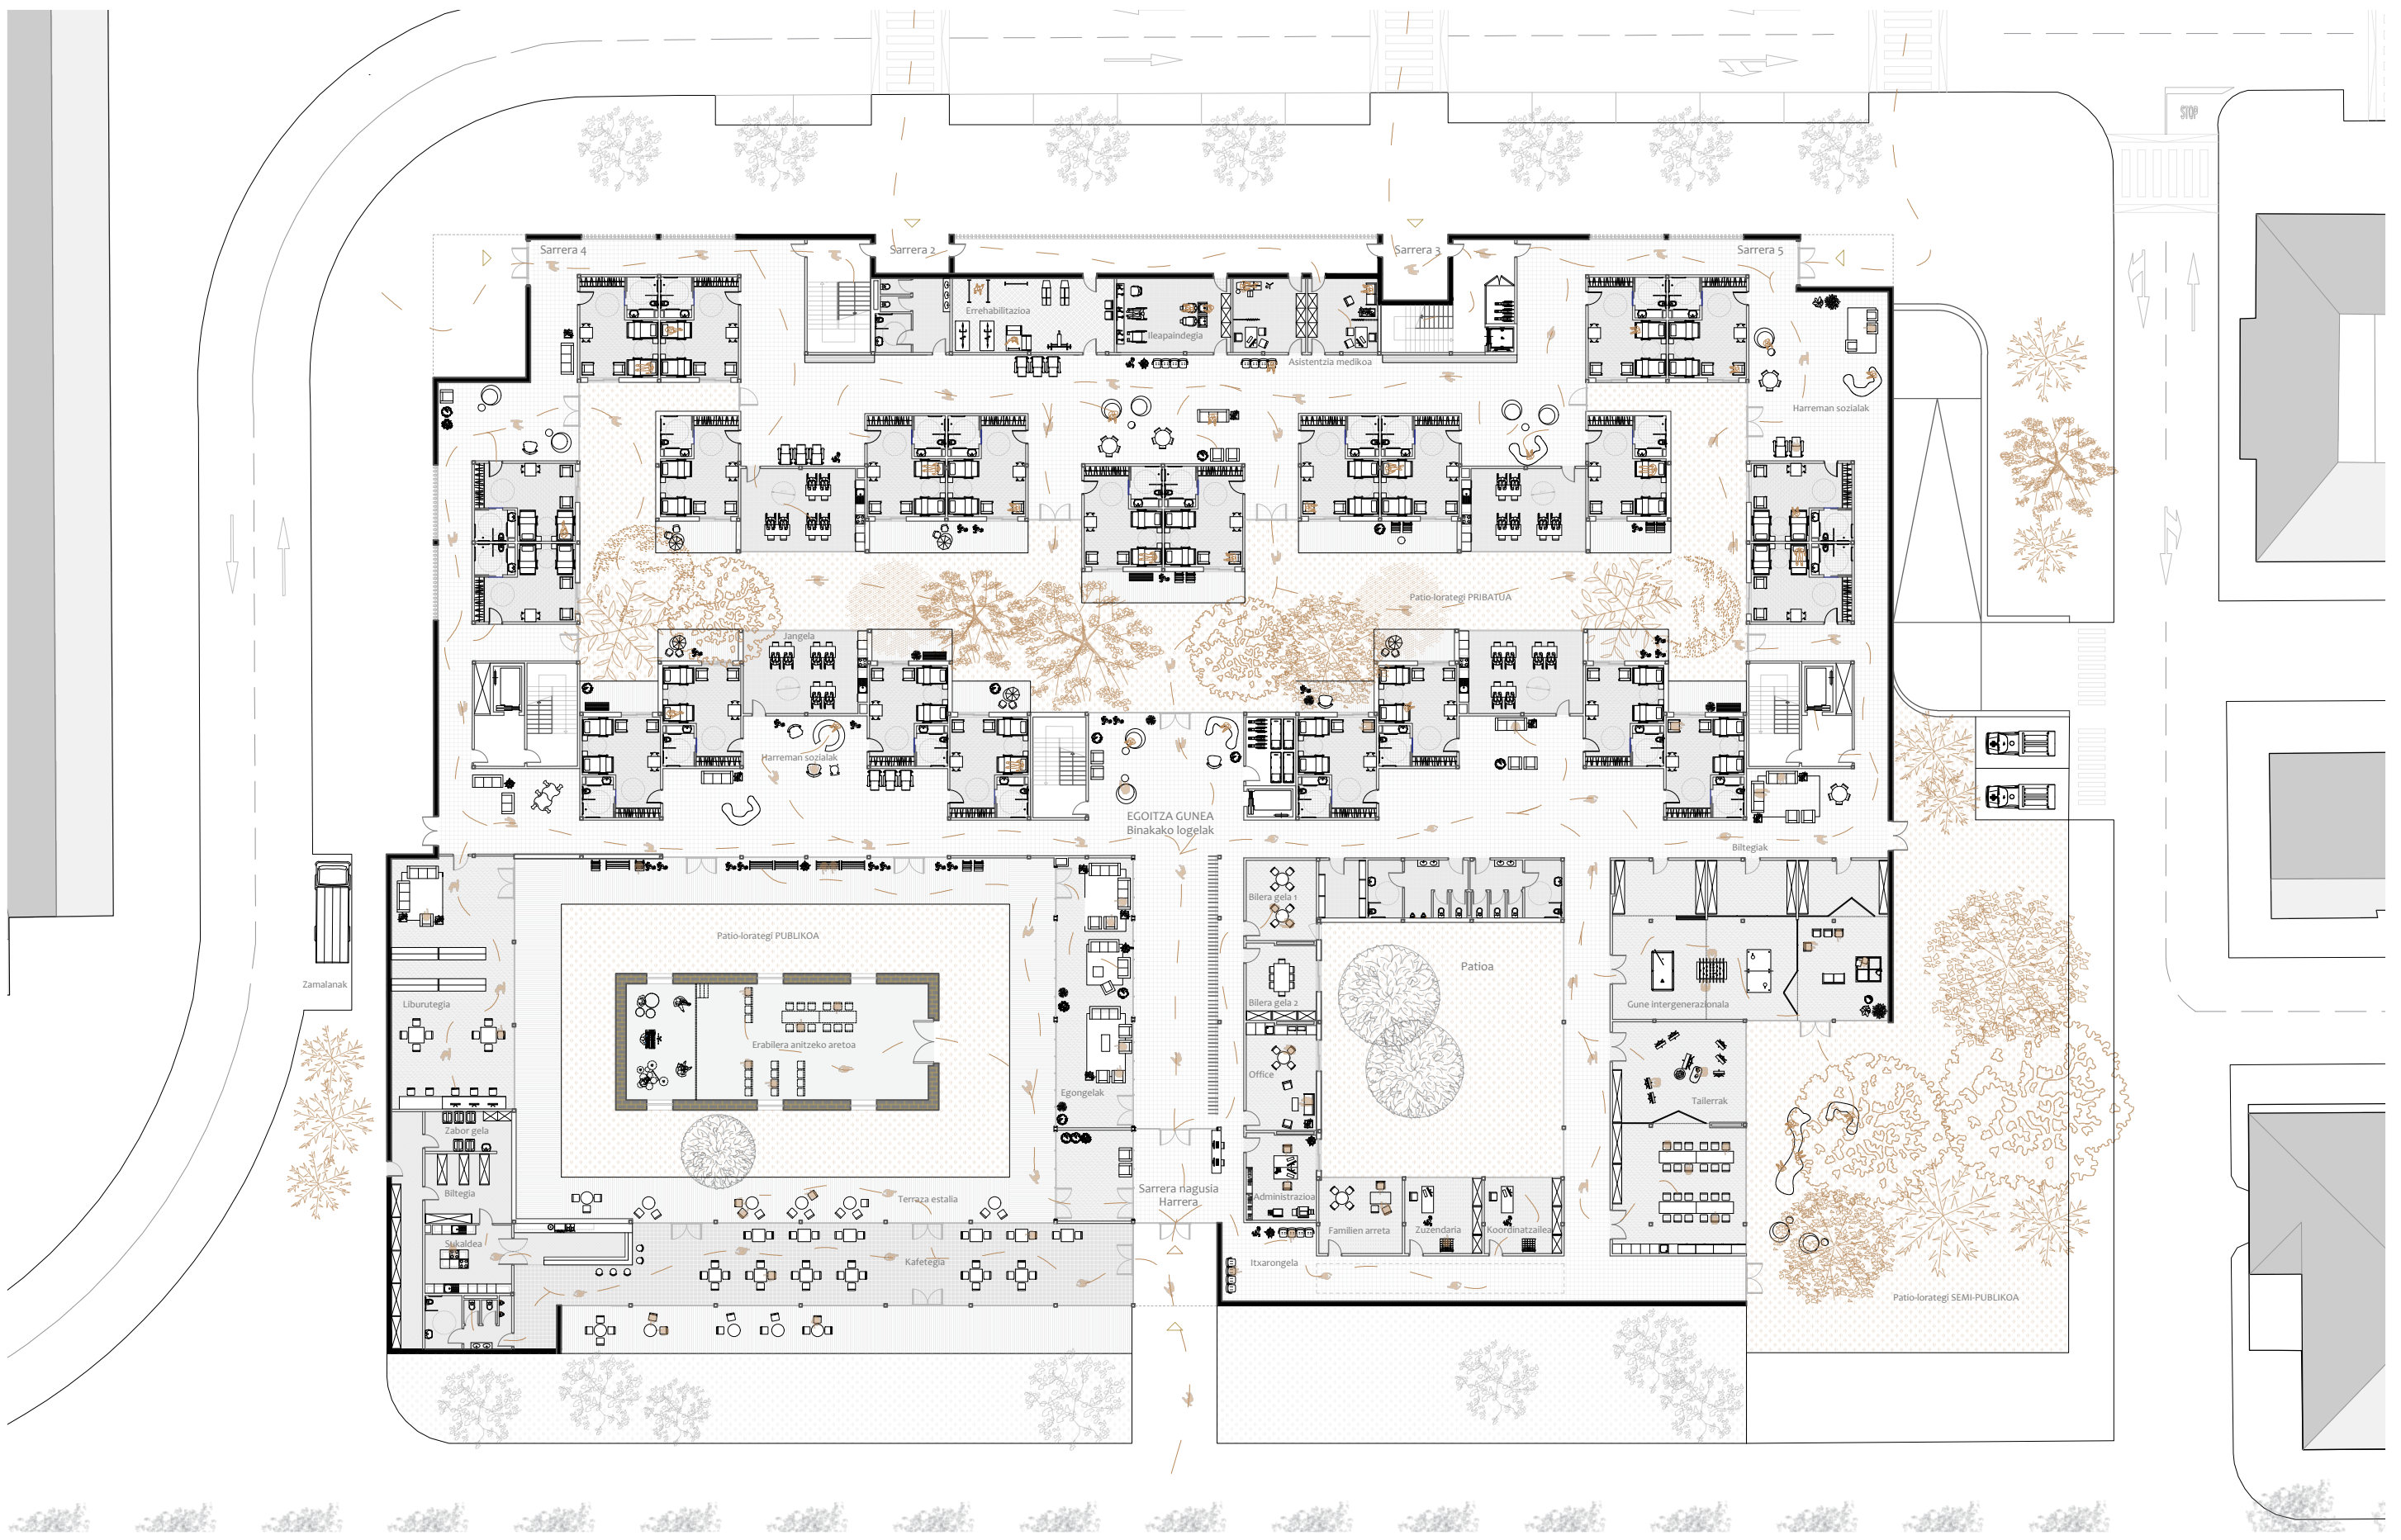 STOP
Sarrera 4
Sarrera 2
Sarrera 3
Sarrera 5
Errehabilitazioa
Ileapaindegia
Asistentzia medikoa
Harreman sozialak
Patio-lorategi PRIBATUA
Jangela
Harreman sozialak
EGOITZA GUNEA
Binakako logelak
Biltegiak
Bilera gela 1
Patio-lorategi PUBLIKOA
Patioa
Zamalanak
Liburutegia
Bilera gela 2
Gune intergenerazionala
Erabilera anitzeko aretoa
Office
Egongelak
Tailerrak
Zabor gela
Biltegia
Terraza estalia
Sarrera nagusia
Harrera
Administrazioa
Familien arreta
Zuzendaria
Koordinatzailea
Sukaldea
Kafetegia
Itxarongela
Patio-lorategi SEMI-PUBLIKOA